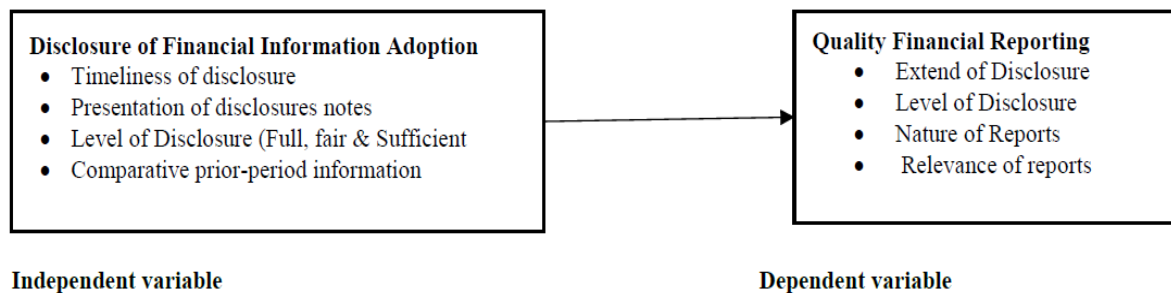 Disclosure of Financial Information Adoption
• Timeliness of disclosure
• Presentation of disclosures notes
• Level of Disclosure (Full, fair & Sufficient
• Comparative prior-period information
Quality Financial Reporting
• Extend of Disclosure
• Level of Disclosure
• Nature of Reports
• Relevance of reports
Independent variable
Dependent variable